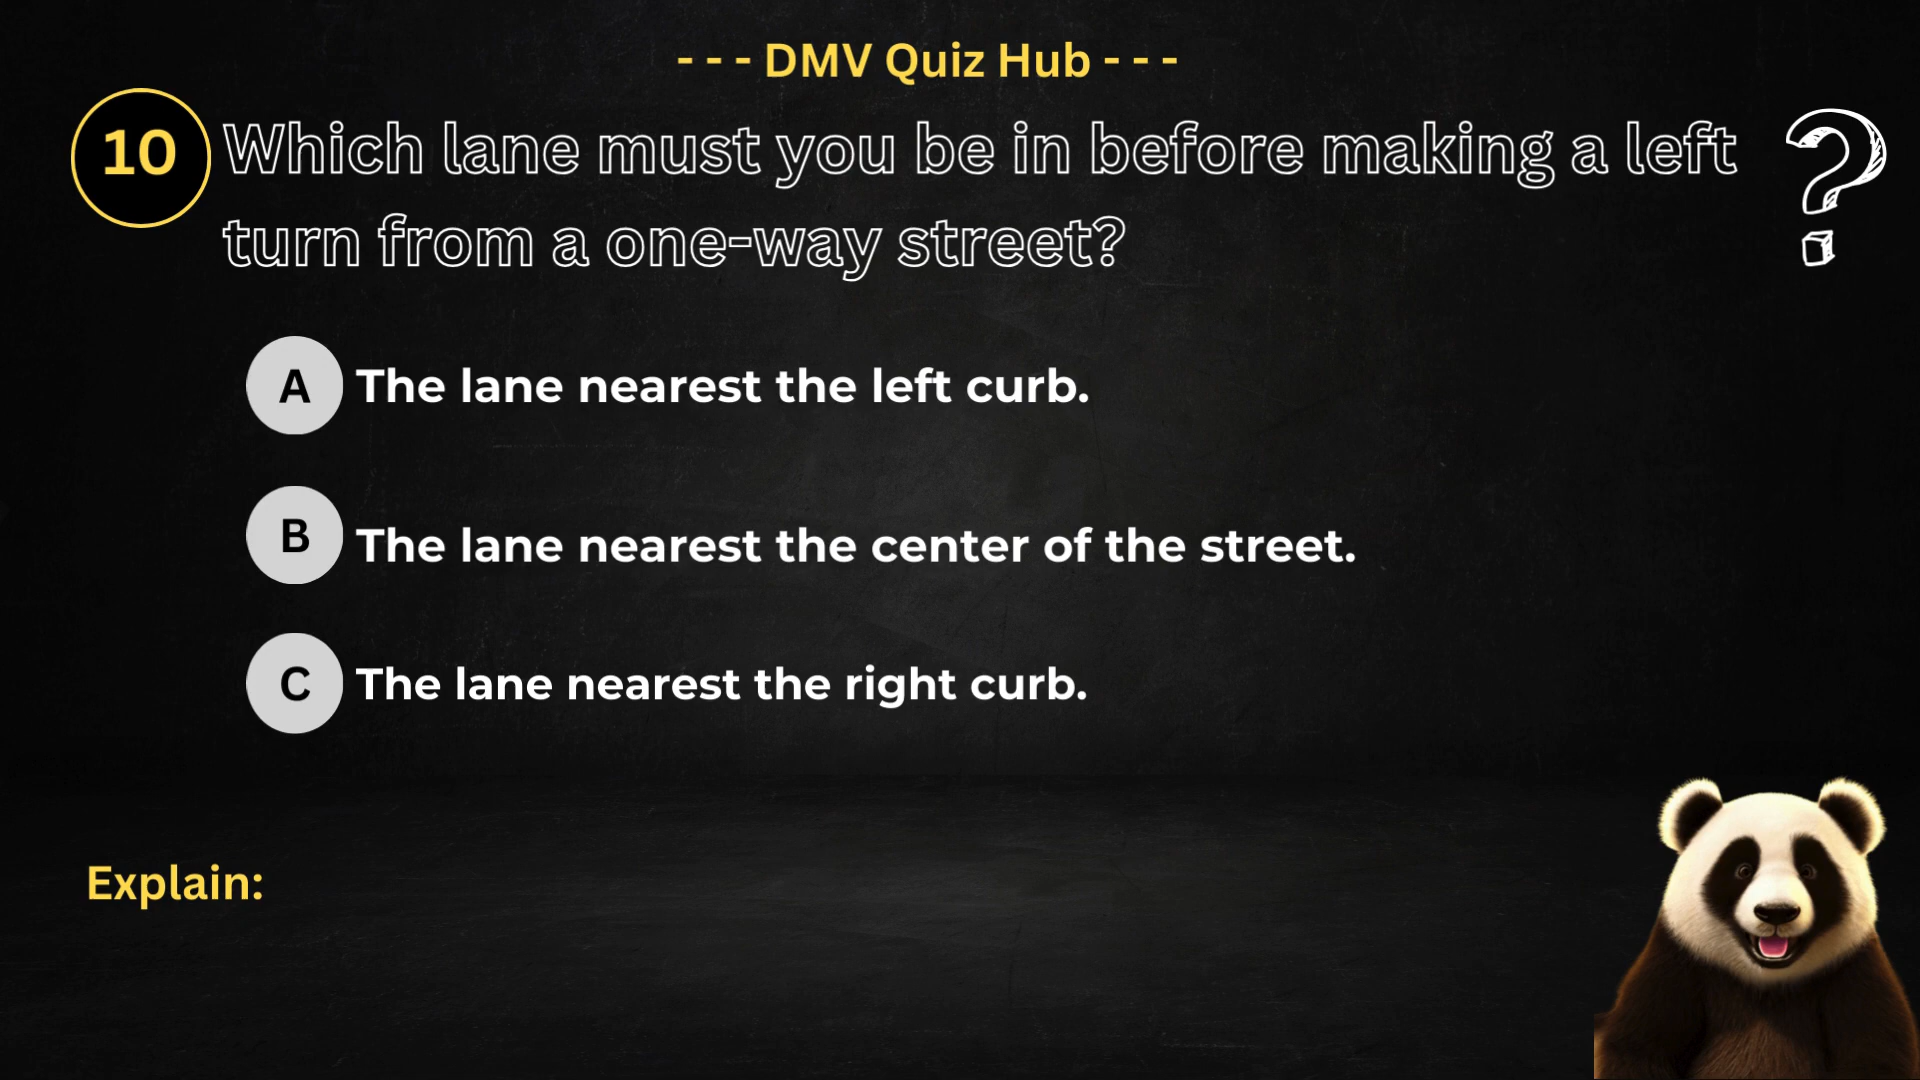 - - - DMV Quiz Hub - - -
10
Which lane must you be in before making a left
turn from a one-way street?
?
A
The lane nearest the left curb.
B
The lane nearest the center of the street.
C
The lane nearest the right curb.
Explain: